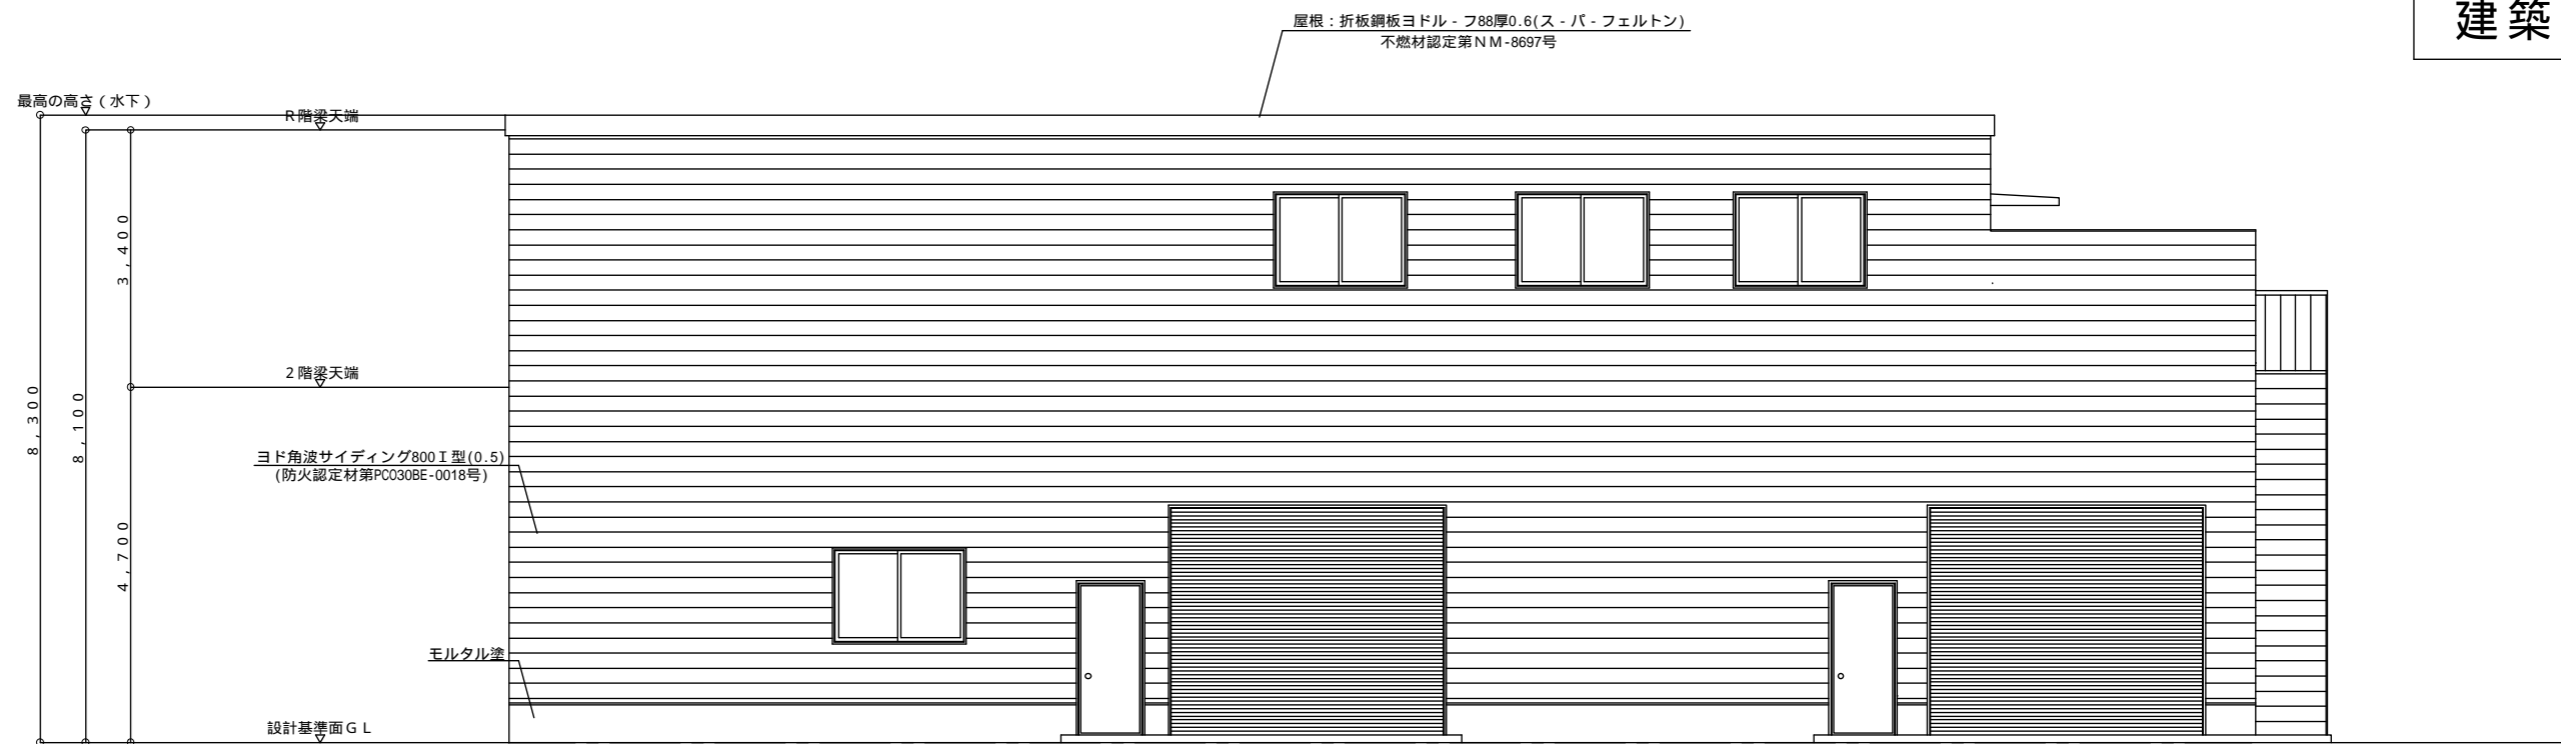 屋根：折板鋼板ヨドル‐フ88厚0.6(ス‐パ‐フェルトン)
不燃材認定第ＮＭ-8697号
建築
最高の高さ（水下）
Ｒ階梁天端
3,400
2階梁天端
8,300
8,100
ヨド角波サイディング800Ｉ型(0.5)
(防火認定材第PC030BE-0018号)
4,700
モルタル塗
設計基準面ＧＬ